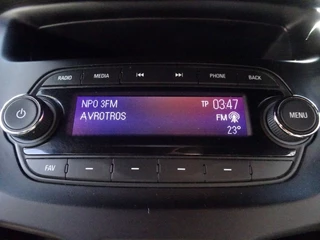 RADIO MEDIA PHONE BACK
NPO 3FM TP 03:47
AVROTROS FM
23°
MENU
FAV